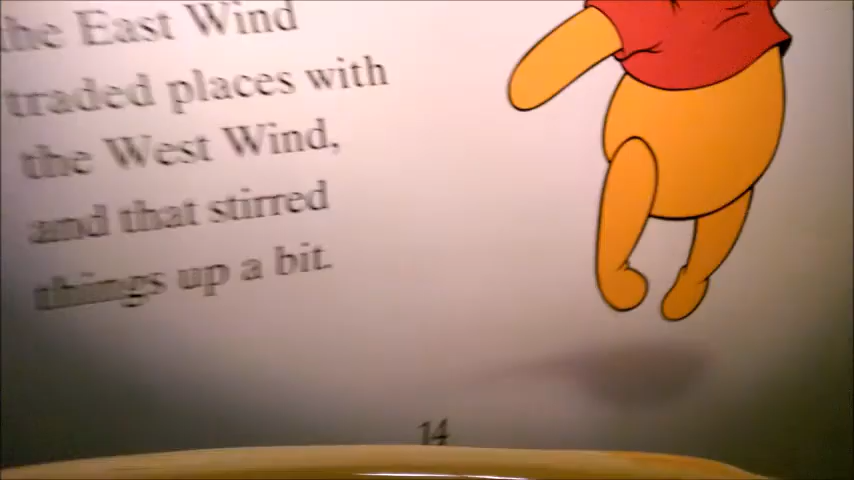 the East Wind
traded places with
the West Wind,
and that stirred
things up a bit.
14